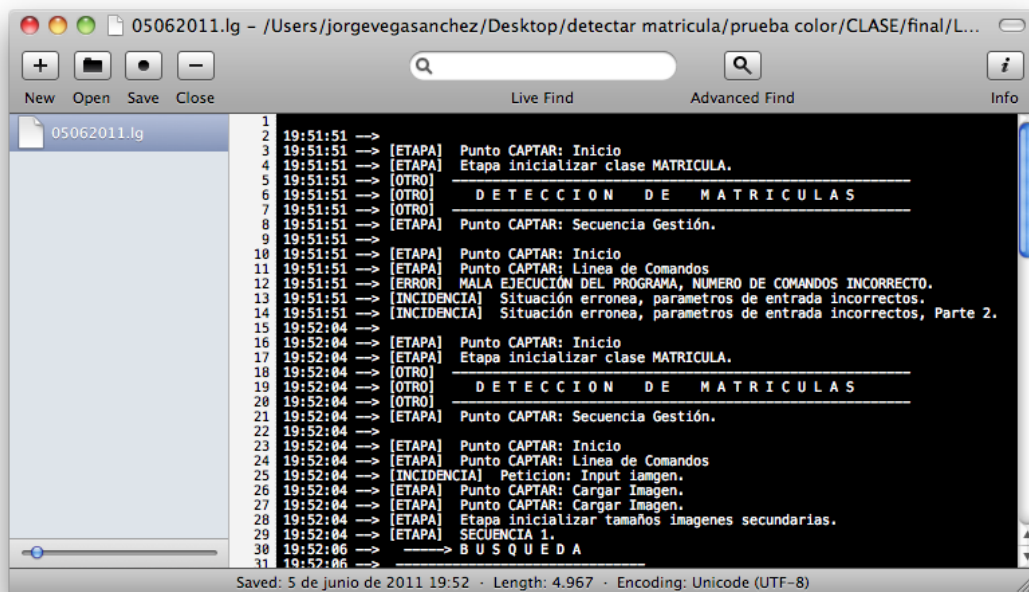 05062011.lg – /Users/jorgevegasanchez/Desktop/detectar matricula/prueba color/CLASE/final/L...
New Open Save Close Live Find Advanced Find Info
05062011.lg
1
2 19:51:51 —>
3 19:51:51 —> [ETAPA] Punto CAPTAR: Inicio
4 19:51:51 —> [ETAPA] Etapa inicializar clase MATRICULA.
5 19:51:51 —> [OTRO] ————————————————————————————————
6 19:51:51 —> [OTRO] D E T E C C I O N D E M A T R I C U L A S
7 19:51:51 —> [OTRO] ————————————————————————————————
8 19:51:51 —> [ETAPA] Punto CAPTAR: Secuencia Gestión.
9 19:51:51 —>
10 19:51:51 —> [ETAPA] Punto CAPTAR: Inicio
11 19:51:51 —> [ETAPA] Punto CAPTAR: Linea de Comandos
12 19:51:51 —> [ERROR] MALA EJECUCIÓN DEL PROGRAMA, NUMERO DE COMANDOS INCORRECTO.
13 19:51:51 —> [INCIDENCIA] Situación erronea, parametros de entrada incorrectos.
14 19:51:51 —> [INCIDENCIA] Situación erronea, parametros de entrada incorrectos, Parte 2.
15 19:52:04 —>
16 19:52:04 —> [ETAPA] Punto CAPTAR: Inicio
17 19:52:04 —> [ETAPA] Etapa inicializar clase MATRICULA.
18 19:52:04 —> [OTRO] ————————————————————————————————
19 19:52:04 —> [OTRO] D E T E C C I O N D E M A T R I C U L A S
20 19:52:04 —> [OTRO] ————————————————————————————————
21 19:52:04 —> [ETAPA] Punto CAPTAR: Secuencia Gestión.
22 19:52:04 —>
23 19:52:04 —> [ETAPA] Punto CAPTAR: Inicio
24 19:52:04 —> [ETAPA] Punto CAPTAR: Linea de Comandos
25 19:52:04 —> [INCIDENCIA] Peticion: Input iamgen.
26 19:52:04 —> [ETAPA] Punto CAPTAR: Cargar Imagen.
27 19:52:04 —> [ETAPA] Punto CAPTAR: Cargar Imagen.
28 19:52:04 —> [ETAPA] Etapa inicializar tamaños imagenes secundarias.
29 19:52:04 —> [ETAPA] SECUENCIA 1.
30 19:52:06 —> ————> B U S Q U E D A
31 19:52:06 —> ——————————————————
Saved: 5 de junio de 2011 19:52 · Length: 4.967 · Encoding: Unicode (UTF-8)